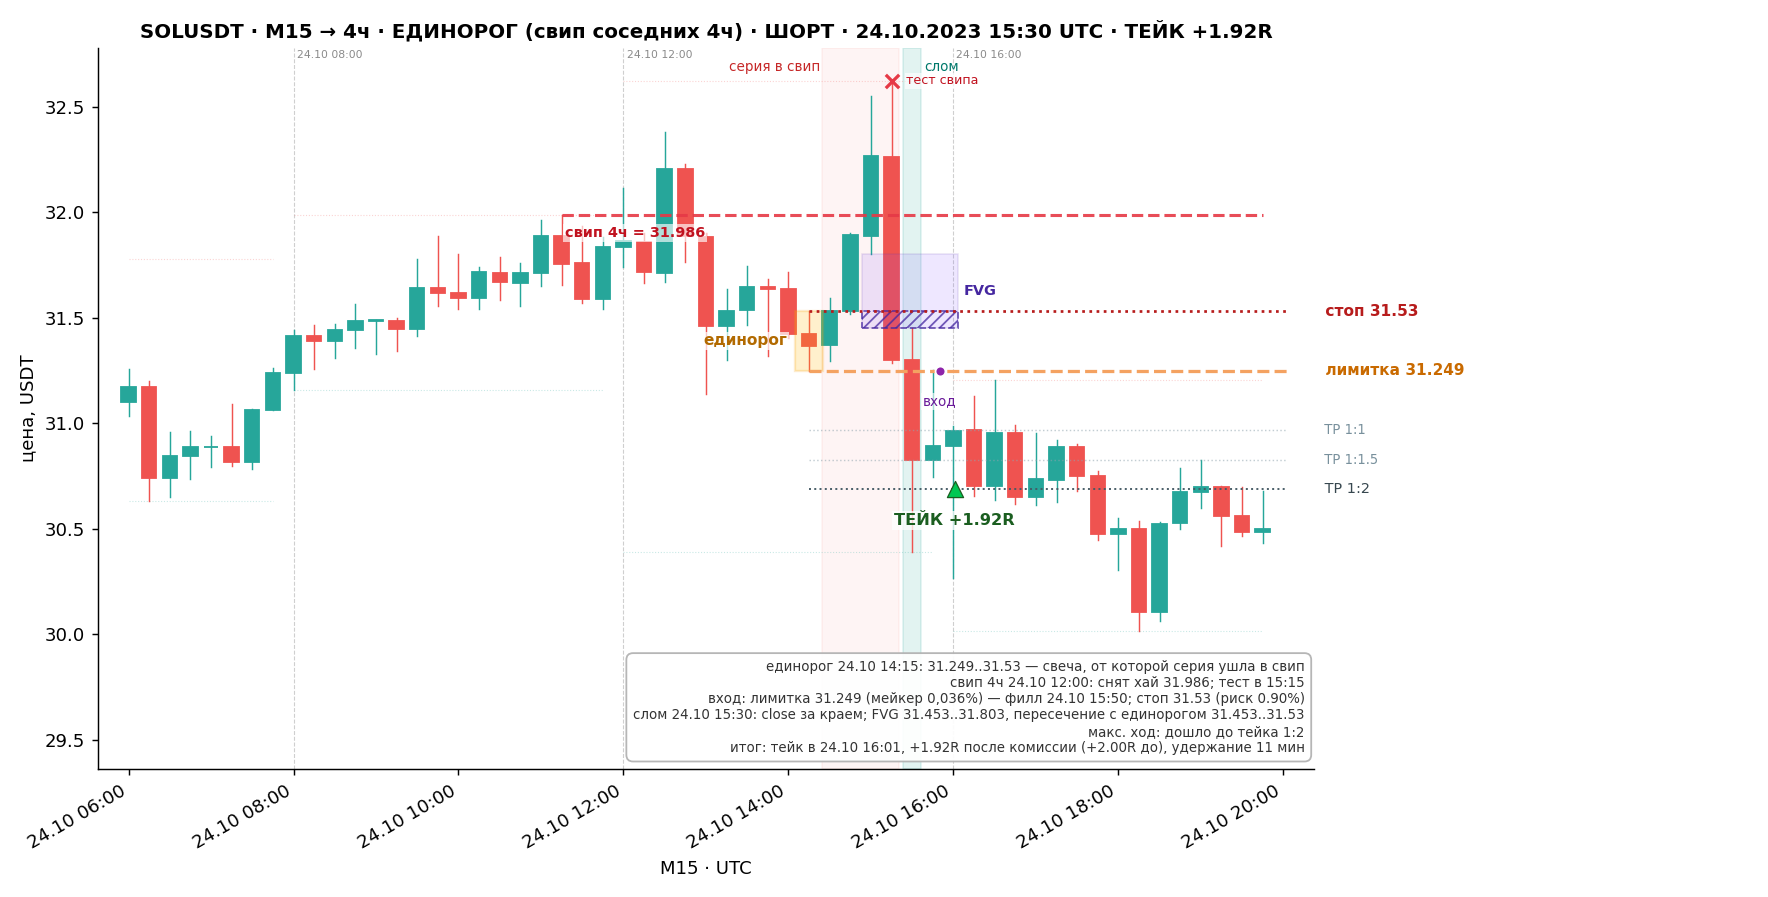 SOLUSDT · M15 → 4ч · ЕДИНОРОГ (свип соседних 4ч) · ШОРТ · 24.10.2023 15:30 UTC · ТЕЙК +1.92R
24.10 08:00
24.10 12:00
24.10 16:00
серия в свип
слом
тест свипа
32.5
32.0
31.5
31.0
30.5
30.0
29.5
цена, USDT
свип 4ч = 31.986
FVG
единорог
стоп 31.53
лимитка 31.249
вход
TP 1:1
TP 1:1.5
TP 1:2
ТЕЙК +1.92R
единорог 24.10 14:15: 31.249..31.53 — свеча, от которой серия ушла в свип
свип 4ч 24.10 12:00: снят хай 31.986; тест в 15:15
вход: лимитка 31.249 (мейкер 0,036%) — филл 24.10 15:50; стоп 31.53 (риск 0.90%)
слом 24.10 15:30: close за краем; FVG 31.453..31.803, пересечение с единорогом 31.453..31.53
макс. ход: дошло до тейка 1:2
итог: тейк в 24.10 16:01, +1.92R после комиссии (+2.00R до), удержание 11 мин
24.10 06:00
24.10 08:00
24.10 10:00
24.10 12:00
24.10 14:00
24.10 16:00
24.10 18:00
24.10 20:00
M15 · UTC